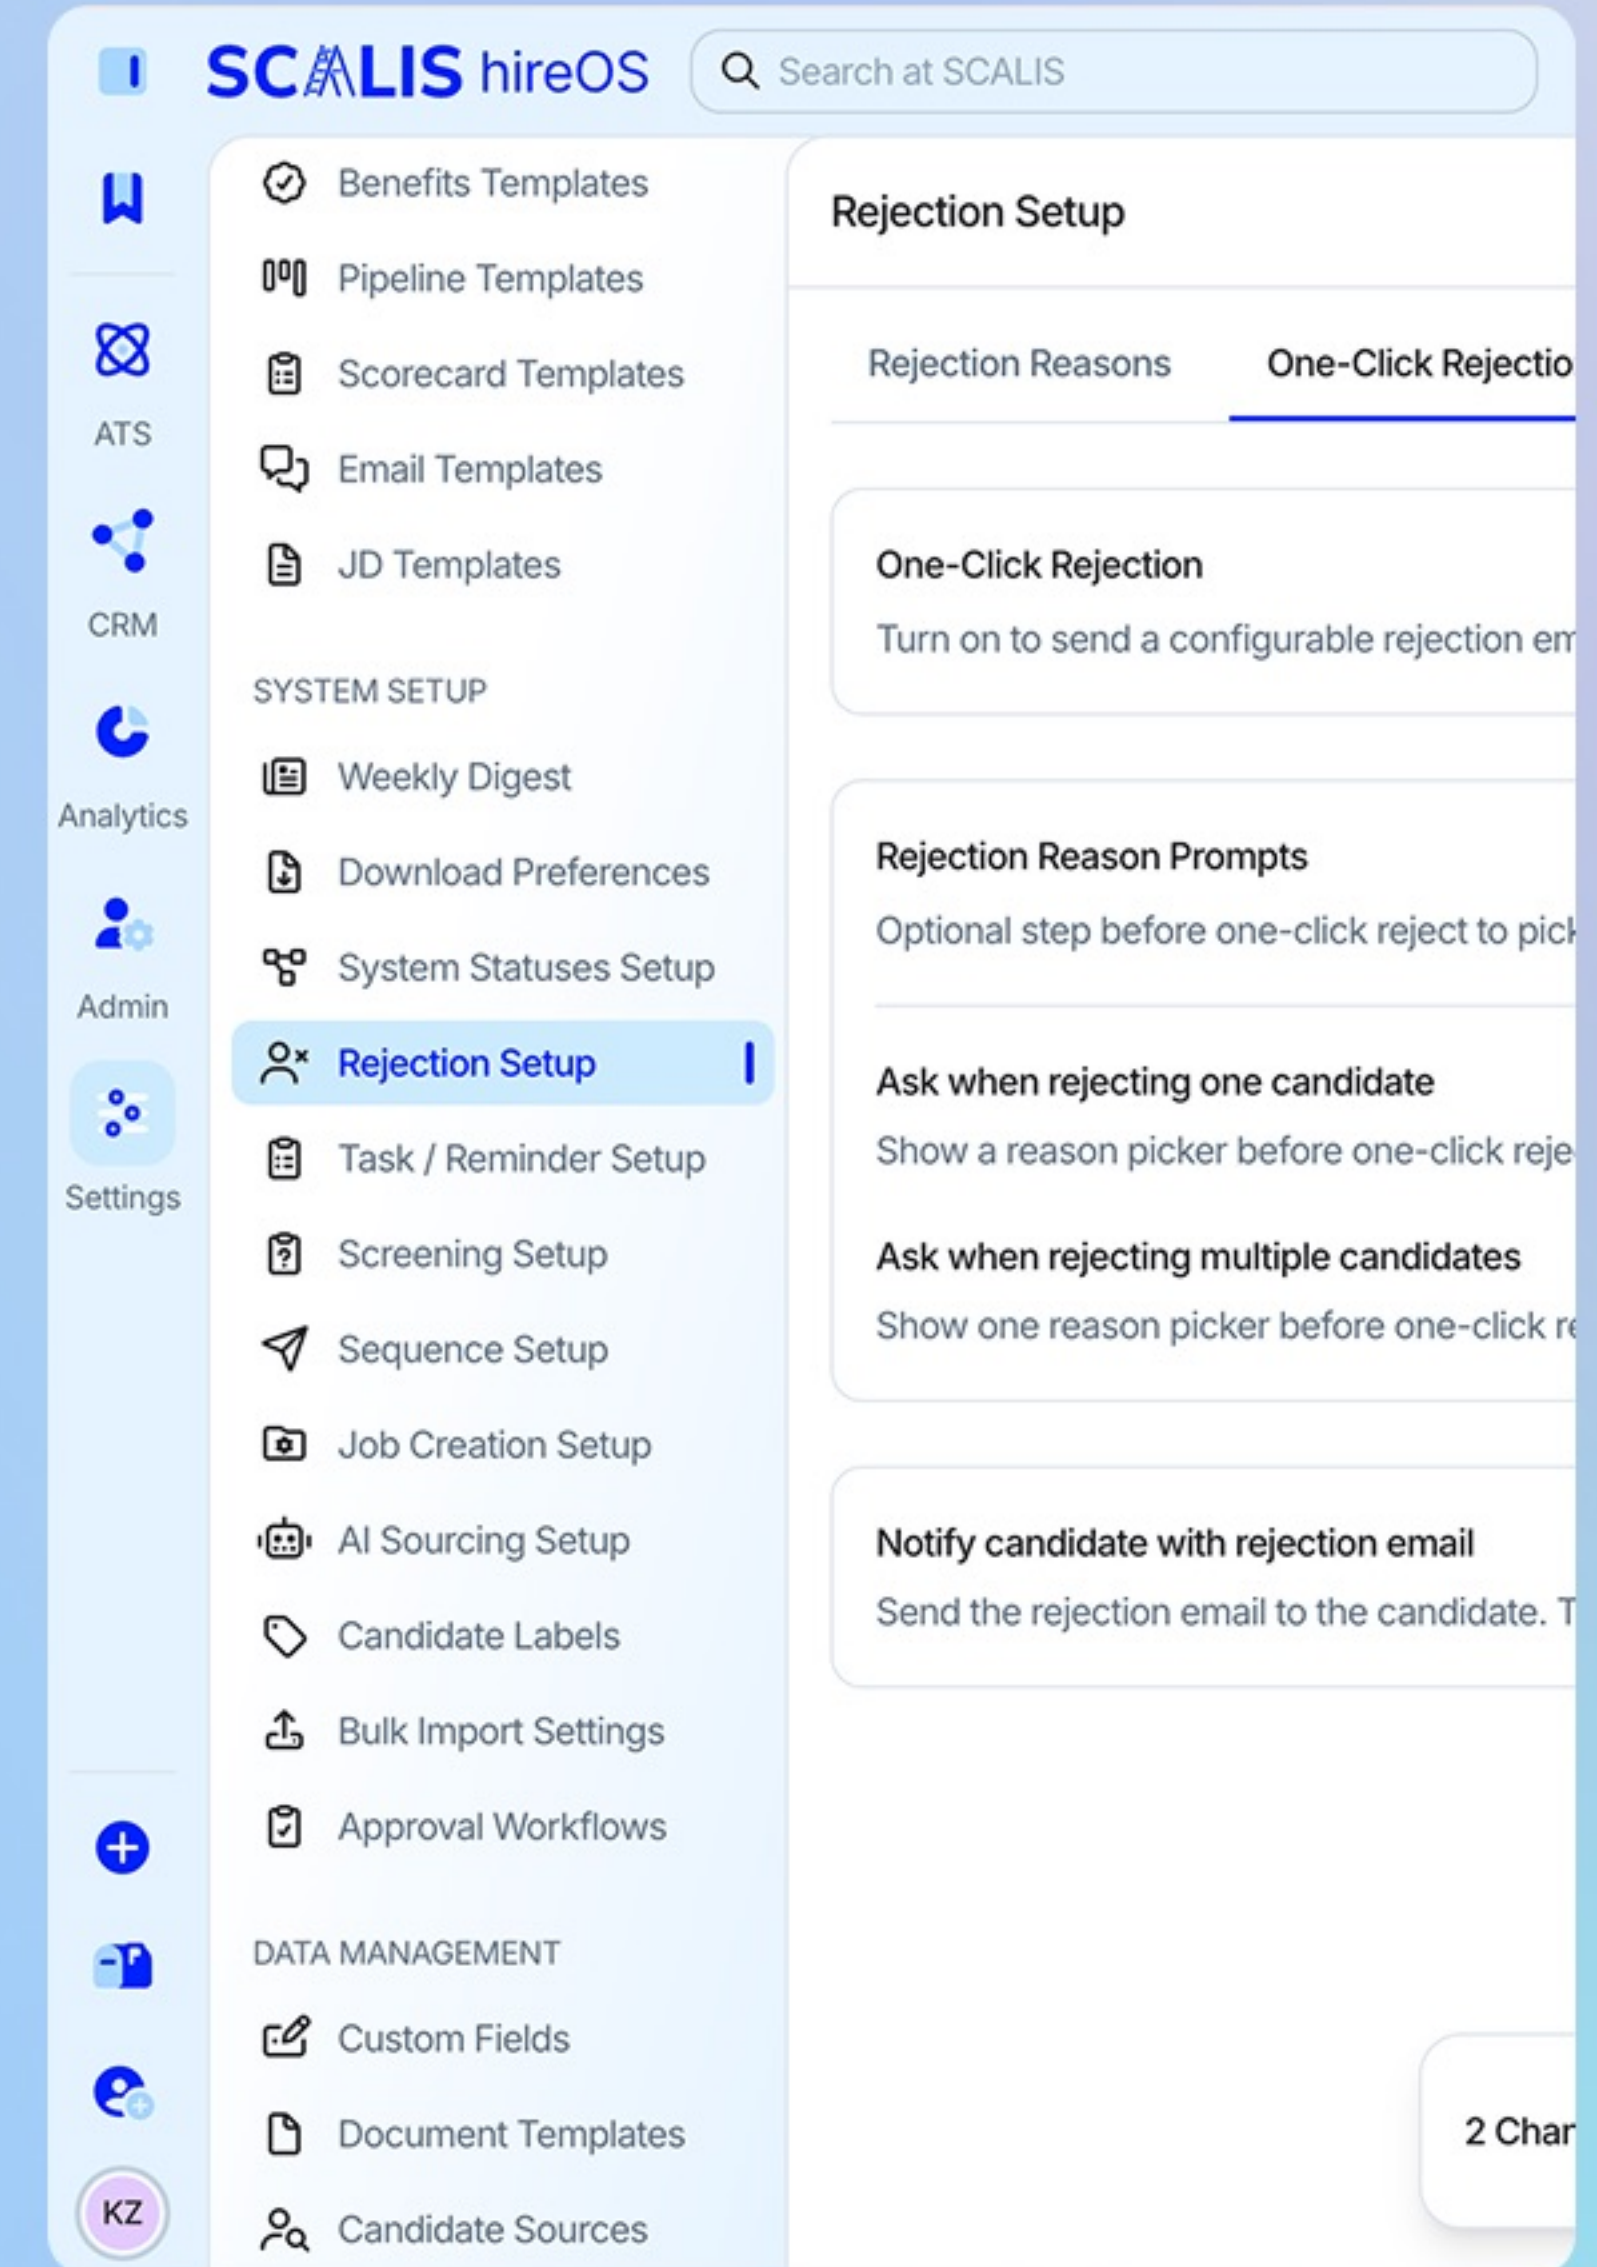 SCALIS hireOS
Search at SCALIS
ATS
CRM
Analytics
Admin
Settings
KZ
Benefits Templates
Pipeline Templates
Scorecard Templates
Email Templates
JD Templates
SYSTEM SETUP
Weekly Digest
Download Preferences
System Statuses Setup
Rejection Setup
Task / Reminder Setup
Screening Setup
Sequence Setup
Job Creation Setup
AI Sourcing Setup
Candidate Labels
Bulk Import Settings
Approval Workflows
DATA MANAGEMENT
Custom Fields
Document Templates
Candidate Sources
Rejection Setup
Rejection Reasons
One-Click Rejectio
One-Click Rejection
Turn on to send a configurable rejection em
Rejection Reason Prompts
Optional step before one-click reject to pick
Ask when rejecting one candidate
Show a reason picker before one-click reje
Ask when rejecting multiple candidates
Show one reason picker before one-click re
Notify candidate with rejection email
Send the rejection email to the candidate. T
2 Chan